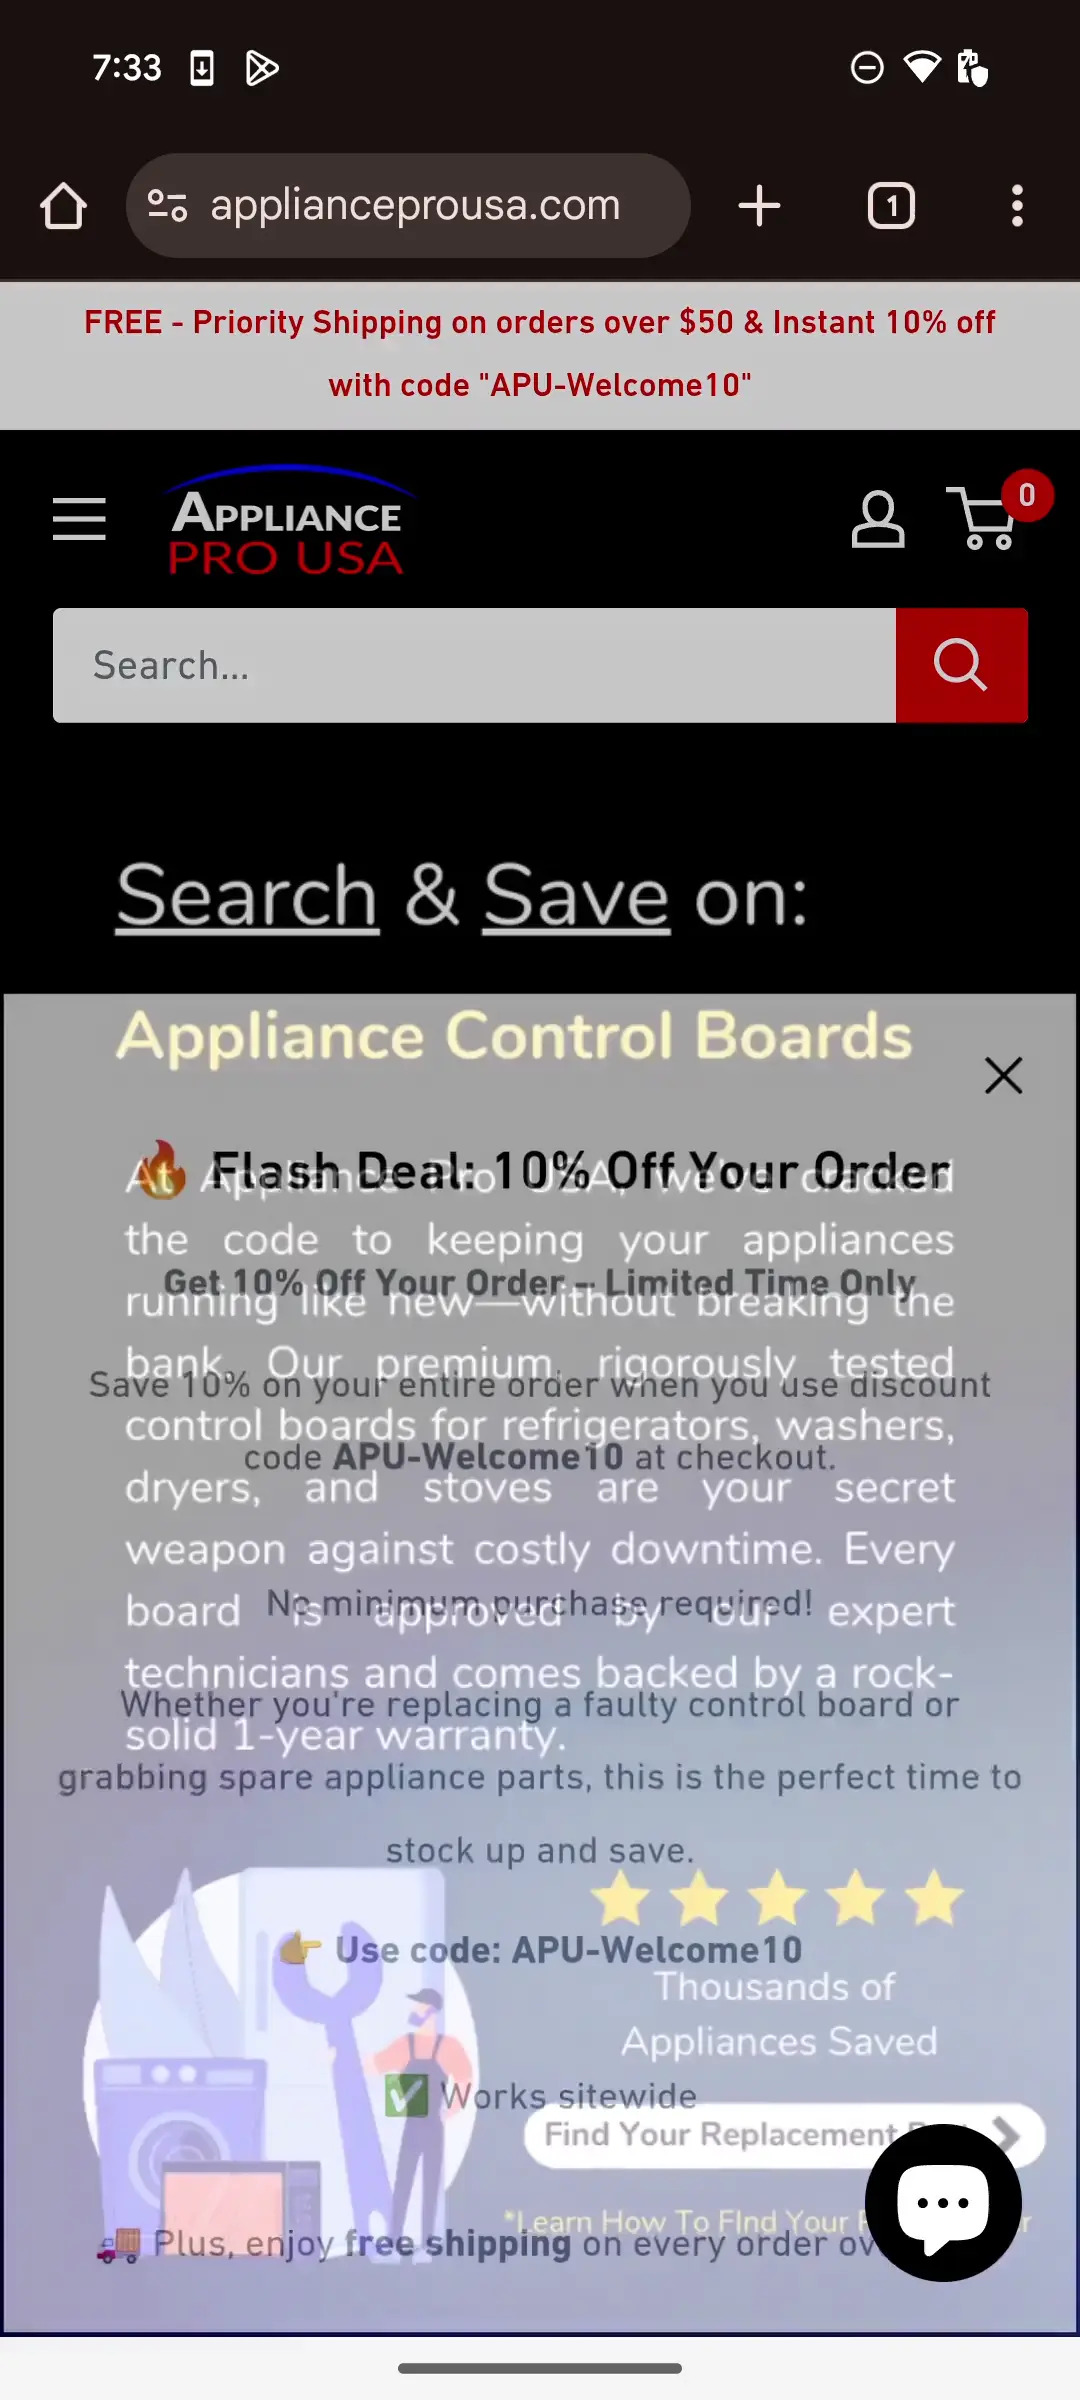 7:33
applianceprousa.com
1
FREE - Priority Shipping on orders over $50 & Instant 10% off
with code "APU-Welcome10"
APPLIANCE
PRO USA
0
Search...
Search & Save on:
Appliance Control Boards
🔥 Flash Deal: 10% Off Your Order
At Appliance Pro USA, we've cracked
the code to keeping your appliances
Get 10% Off Your Order – Limited Time Only
running like new—without breaking the
bank. Our premium, rigorously tested
Save 10% on your entire order when you use discount
control boards for refrigerators, washers,
code APU-Welcome10 at checkout.
dryers, and stoves are your secret
weapon against costly downtime. Every
No minimum purchase required!
board is approved by our expert
technicians and comes backed by a rock-
Whether you're replacing a faulty control board or
solid 1-year warranty.
grabbing spare appliance parts, this is the perfect time to
stock up and save.
👉 Use code: APU-Welcome10
Thousands of
Appliances Saved
✅ Works sitewide
Find Your Replacement
*Learn How To FInd Your
🚚 Plus, enjoy free shipping on every order